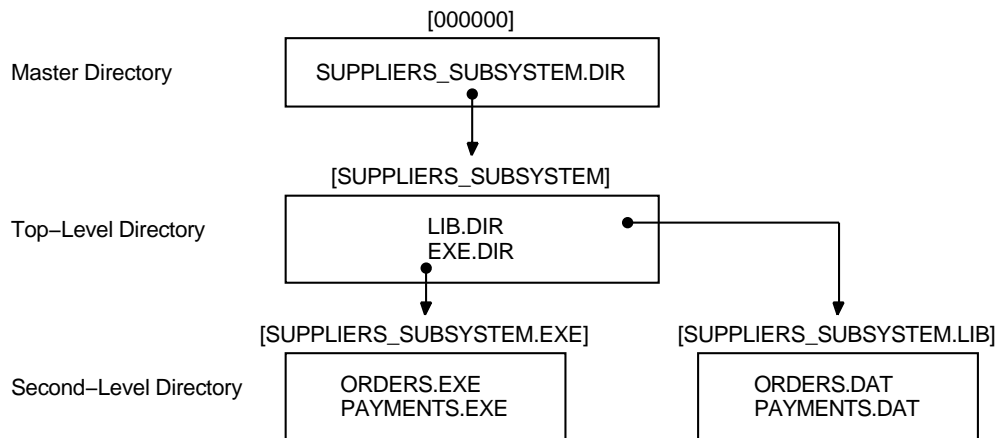 [000000]
Master Directory
SUPPLIERS_SUBSYSTEM.DIR
[SUPPLIERS_SUBSYSTEM]
Top−Level Directory
LIB.DIR
EXE.DIR
[SUPPLIERS_SUBSYSTEM.EXE]
[SUPPLIERS_SUBSYSTEM.LIB]
Second−Level Directory
ORDERS.EXE
PAYMENTS.EXE
ORDERS.DAT
PAYMENTS.DAT